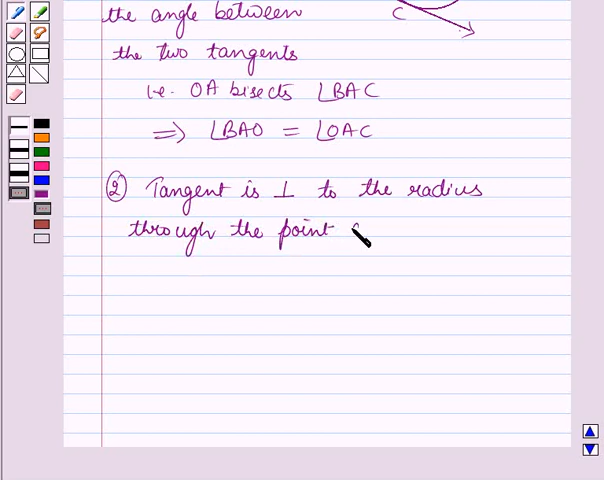 the angle between
C
the two tangents
i.e. OA bisects ∠BAC
⇒ ∠BAO = ∠OAC
② Tangent is ⊥ to the radius
through the point